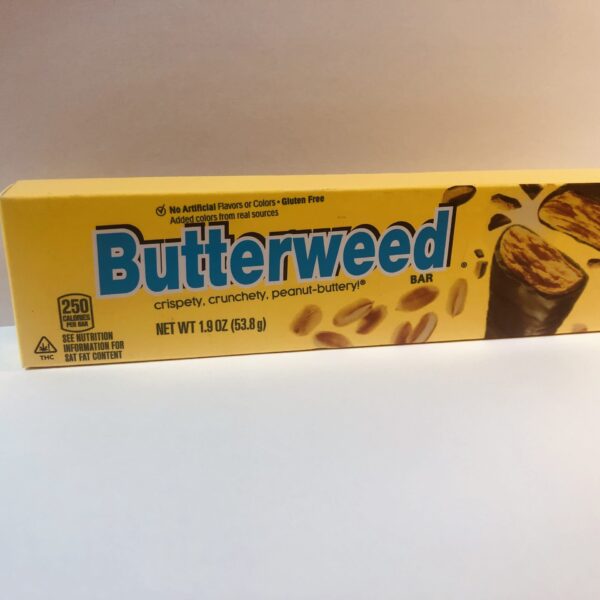 No Artificial Flavors or Colors • Gluten Free
Added colors from real sources
Butterweed®
BAR
crispety, crunchety, peanut-buttery!®
250
CALORIES
PER BAR
NET WT 1.9 OZ (53.8 g)
SEE NUTRITION
INFORMATION FOR
SAT FAT CONTENT
THC